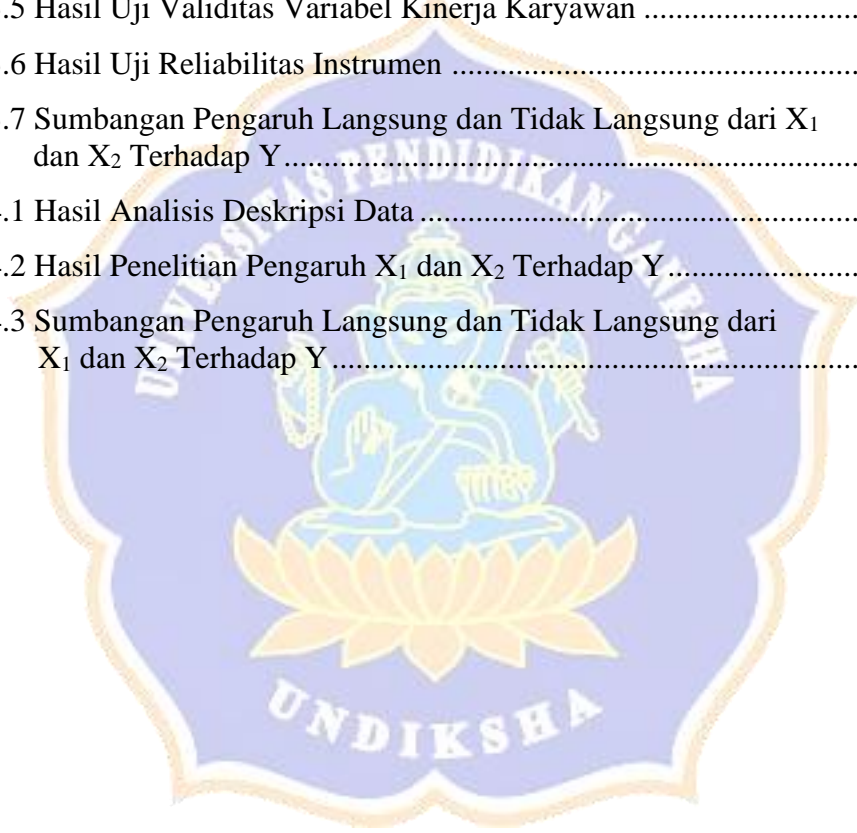 .5 Hasil Uji Validitas Variabel Kinerja Karyawan ............................
.6 Hasil Uji Reliabilitas Instrumen ..................................................
.7 Sumbangan Pengaruh Langsung dan Tidak Langsung dari X₁
dan X₂ Terhadap Y......................................................................
.1 Hasil Analisis Deskripsi Data ......................................................
.2 Hasil Penelitian Pengaruh X₁ dan X₂ Terhadap Y........................
.3 Sumbangan Pengaruh Langsung dan Tidak Langsung dari
X₁ dan X₂ Terhadap Y ................................................................
UNIVERSITAS PENDIDIKAN GANESHA
UNDIKSHA